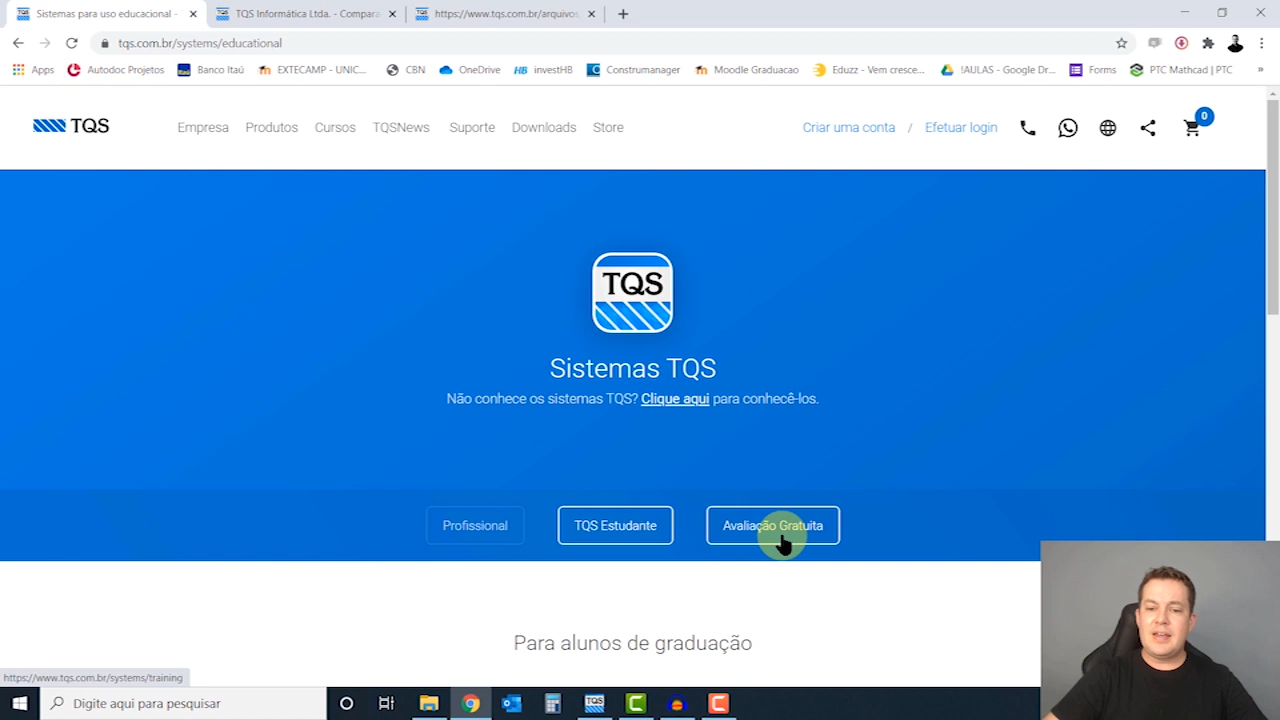 Sistemas para uso educacional -
TQS Informática Ltda. - Compara
https://www.tqs.com.br/arquivos
tqs.com.br/systems/educational
Apps
Autodoc Projetos
Banco Itaú
EXTECAMP - UNIC...
CBN
OneDrive
HB investHB
Construmanager
Moodle Graduacao
Eduzz - Vem cresce...
!AULAS - Google Dr...
Forms
PTC Mathcad | PTC
»
TQS
Empresa
Produtos
Cursos
TQSNews
Suporte
Downloads
Store
Criar uma conta / Efetuar login
0
TQS
Sistemas TQS
Não conhece os sistemas TQS? Clique aqui para conhecê-los.
Profissional
TQS Estudante
Avaliação Gratuita
Para alunos de graduação
https://www.tqs.com.br/systems/training
Digite aqui para pesquisar
TQS